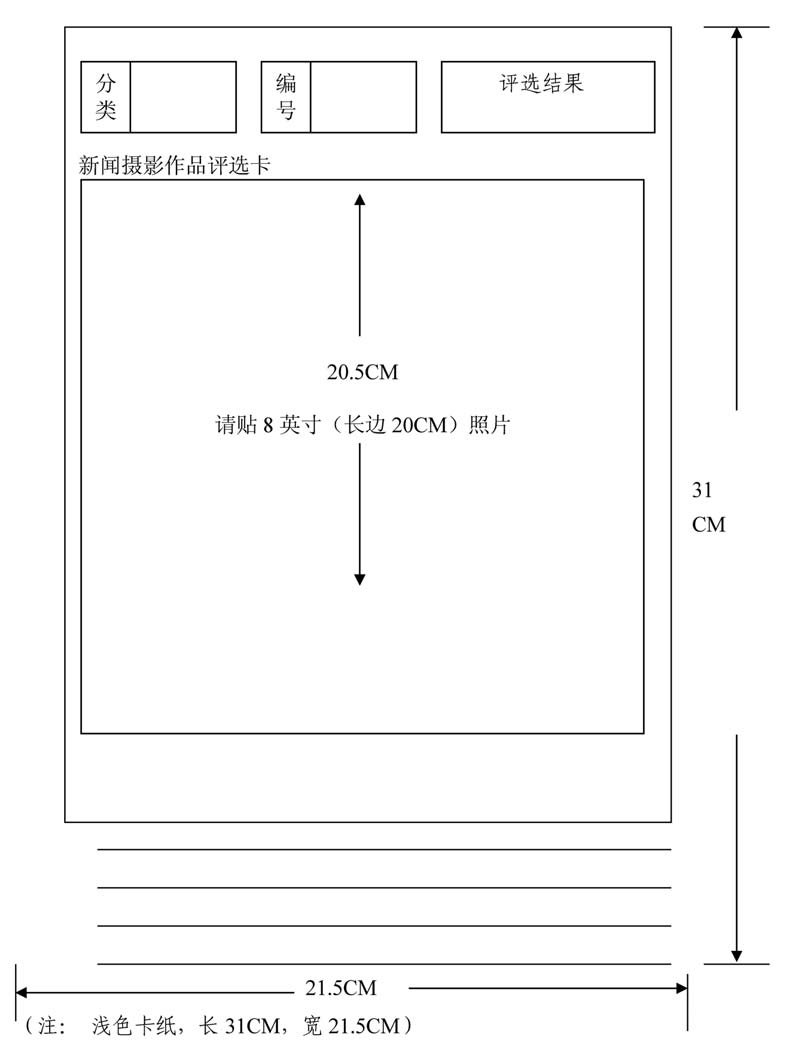 分类
编号
评选结果
新闻摄影作品评选卡
20.5CM
请贴 8 英寸（长边 20CM）照片
31
CM
21.5CM
（注： 浅色卡纸，长 31CM，宽 21.5CM）